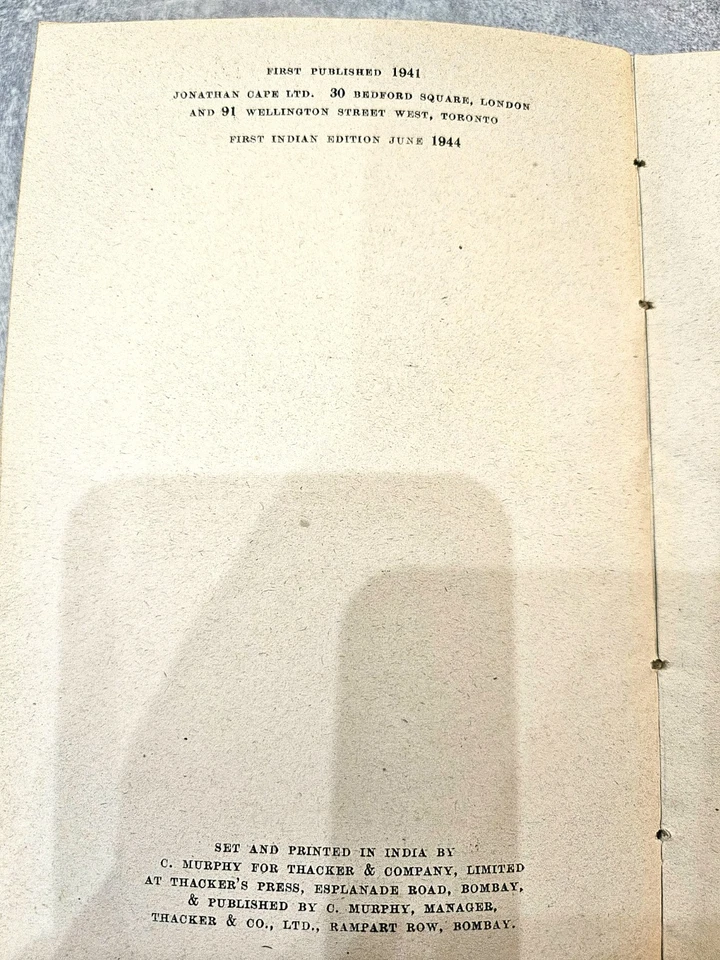 FIRST PUBLISHED 1941
JONATHAN CAPE LTD. 30 BEDFORD SQUARE, LONDON
AND 91 WELLINGTON STREET WEST, TORONTO
FIRST INDIAN EDITION JUNE 1944
SET AND PRINTED IN INDIA BY
C. MURPHY FOR THACKER & COMPANY, LIMITED
AT THACKER'S PRESS, ESPLANADE ROAD, BOMBAY,
& PUBLISHED BY C. MURPHY, MANAGER,
THACKER & CO., LTD., RAMPART ROW, BOMBAY.